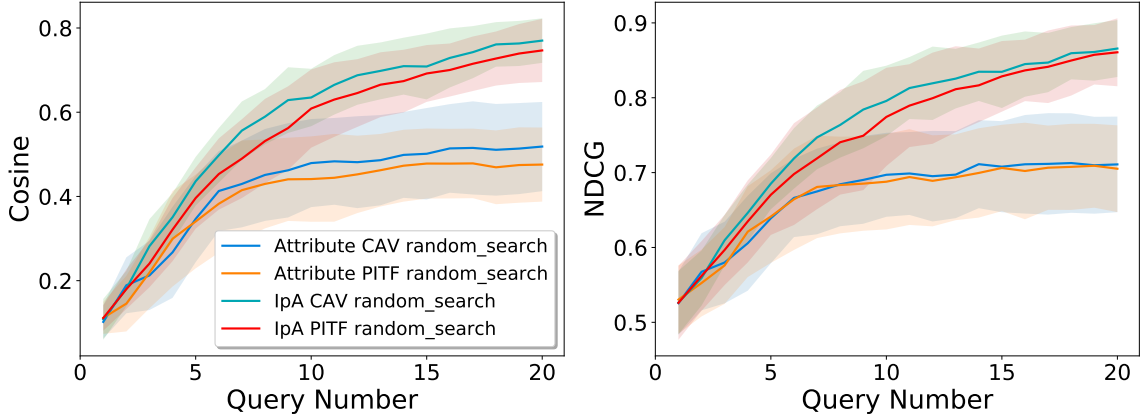 0.8
0.6
0.4
0.2
Cosine
0
5
10
15
20
Query Number
Attribute CAV random_search
Attribute PITF random_search
IpA CAV random_search
IpA PITF random_search
0.9
0.8
0.7
0.6
0.5
NDCG
0
5
10
15
20
Query Number